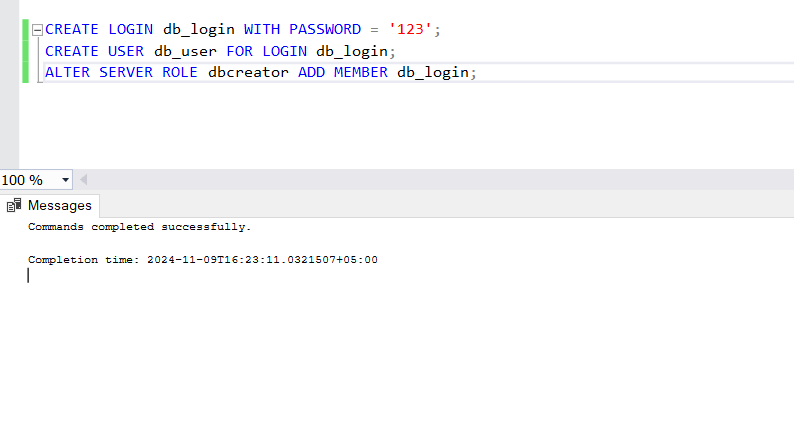 CREATE LOGIN db_login WITH PASSWORD = '123';
CREATE USER db_user FOR LOGIN db_login;
ALTER SERVER ROLE dbcreator ADD MEMBER db_login;
100 %
Messages
Commands completed successfully.
Completion time: 2024-11-09T16:23:11.0321507+05:00